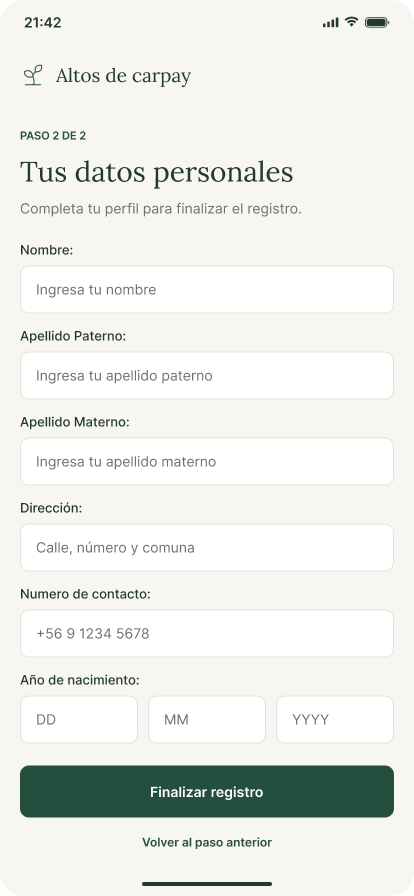 21:42
Altos de carpay
PASO 2 DE 2
Tus datos personales
Completa tu perfil para finalizar el registro.
Nombre:
Ingresa tu nombre
Apellido Paterno:
Ingresa tu apellido paterno
Apellido Materno:
Ingresa tu apellido materno
Dirección:
Calle, número y comuna
Numero de contacto:
+56 9 1234 5678
Año de nacimiento:
DD MM YYYY
Finalizar registro
Volver al paso anterior